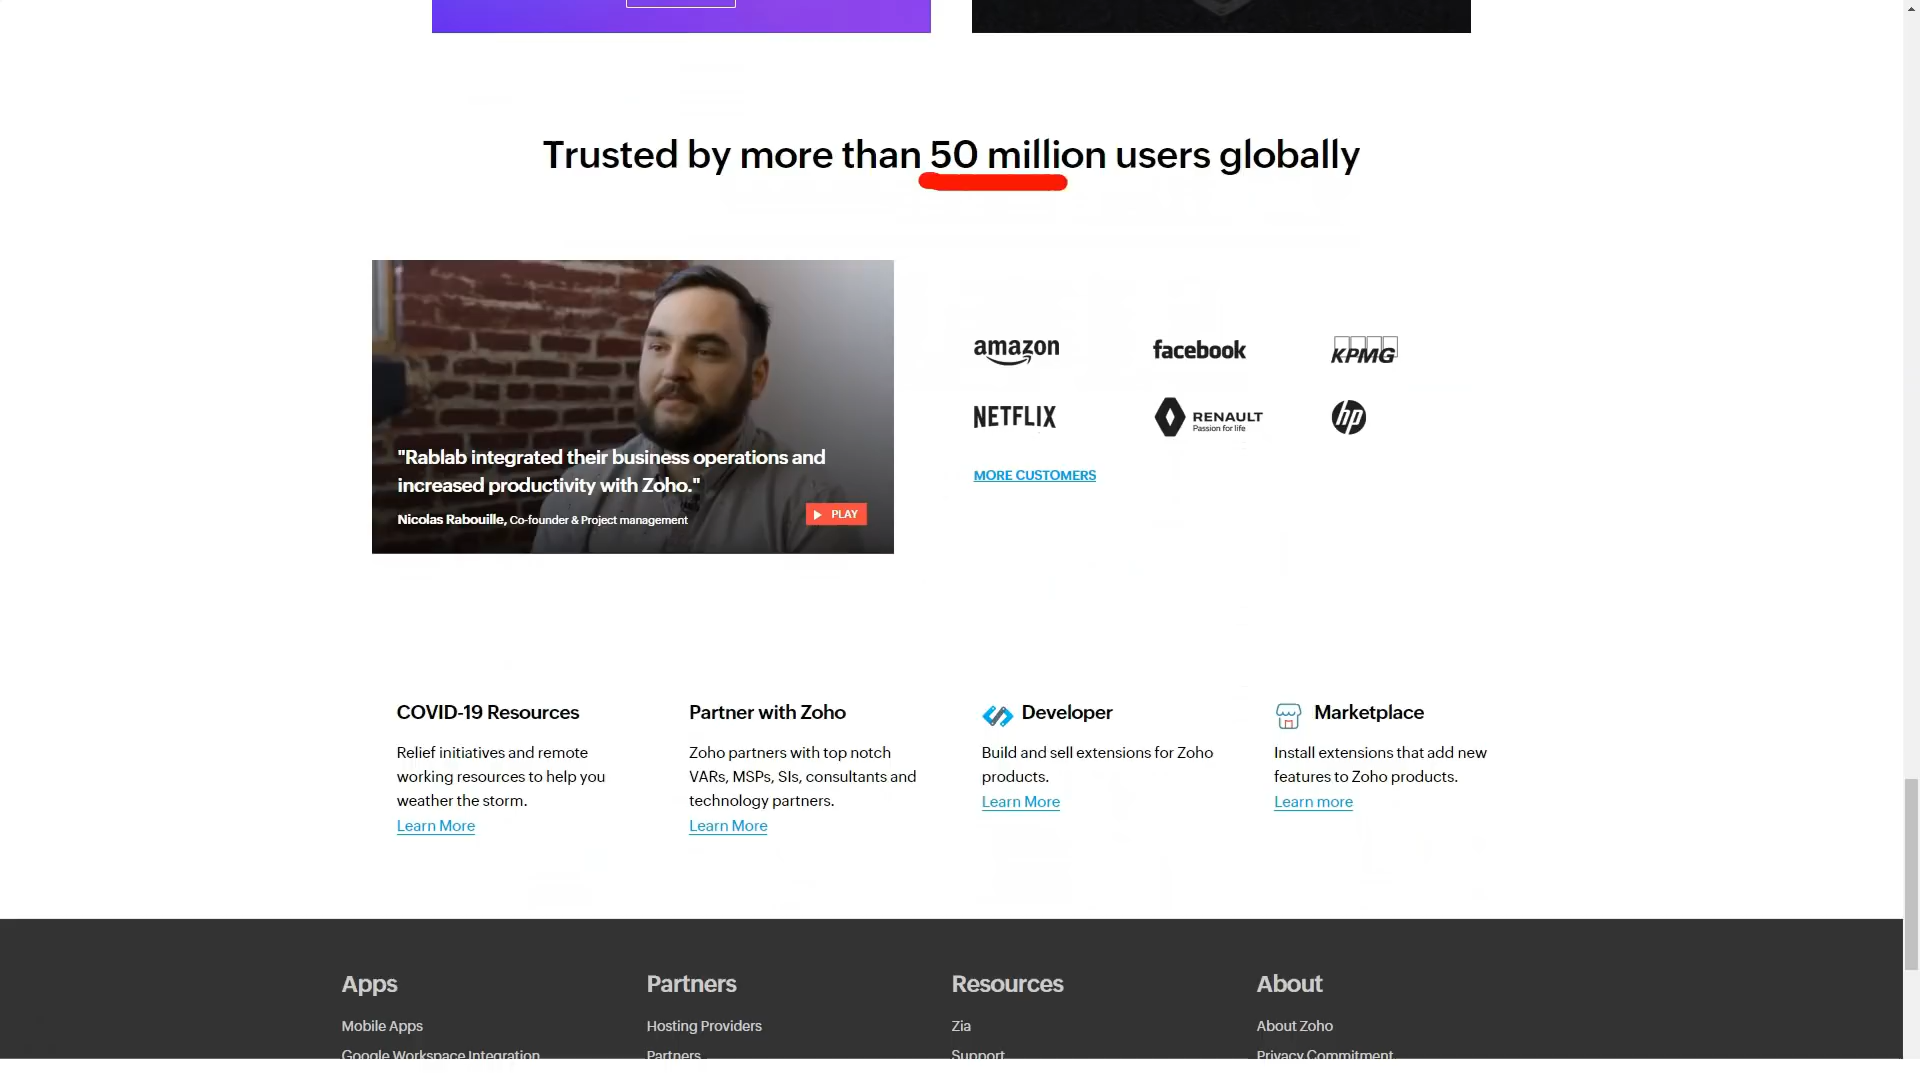 Trusted by more than 50 million users globally
"Rablab integrated their business operations and
increased productivity with Zoho."
Nicolas Rabouille, Co-founder & Project management
PLAY
amazon
facebook
KPMG
NETFLIX
RENAULT
Passion for life
hp
MORE CUSTOMERS
COVID-19 Resources
Relief initiatives and remote
working resources to help you
weather the storm.
Learn More
Partner with Zoho
Zoho partners with top notch
VARs, MSPs, SIs, consultants and
technology partners.
Learn More
Developer
Build and sell extensions for Zoho
products.
Learn More
Marketplace
Install extensions that add new
features to Zoho products.
Learn more
Apps
Mobile Apps
Google Workspace Integration
Partners
Hosting Providers
Partners
Resources
Zia
Support
About
About Zoho
Privacy Commitment